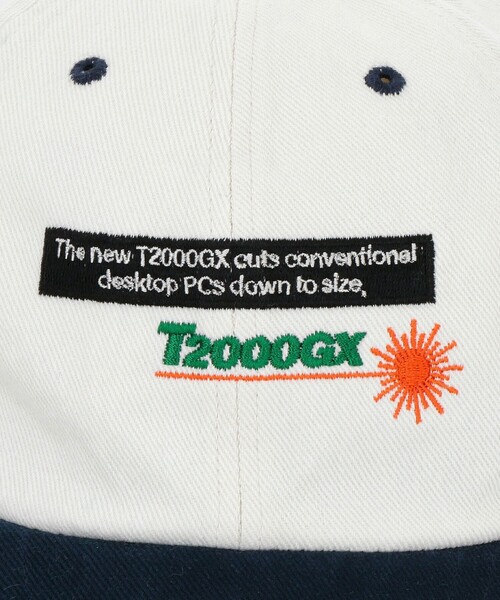 The new T2000GX cuts conventional
desktop PCs down to size.
T2000GX